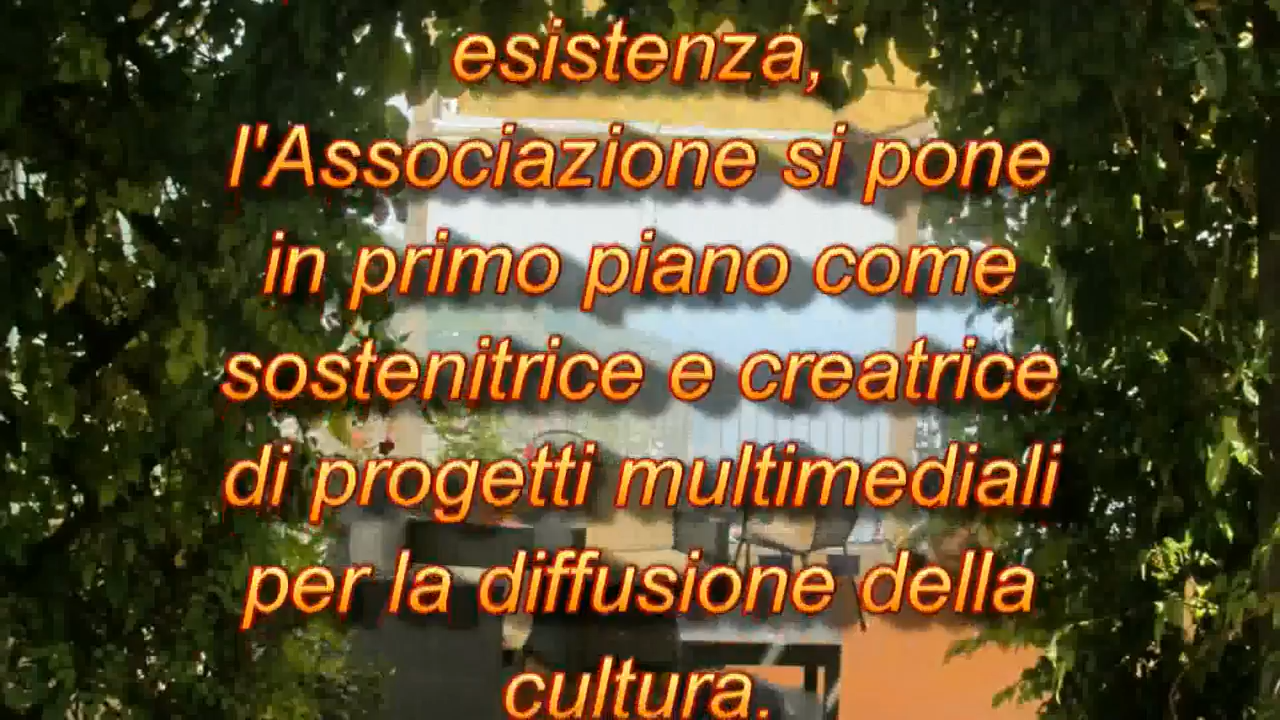 esistenza,
l'Associazione si pone
in primo piano come
sostenitrice e creatrice
di progetti multimediali
per la diffusione della
cultura.